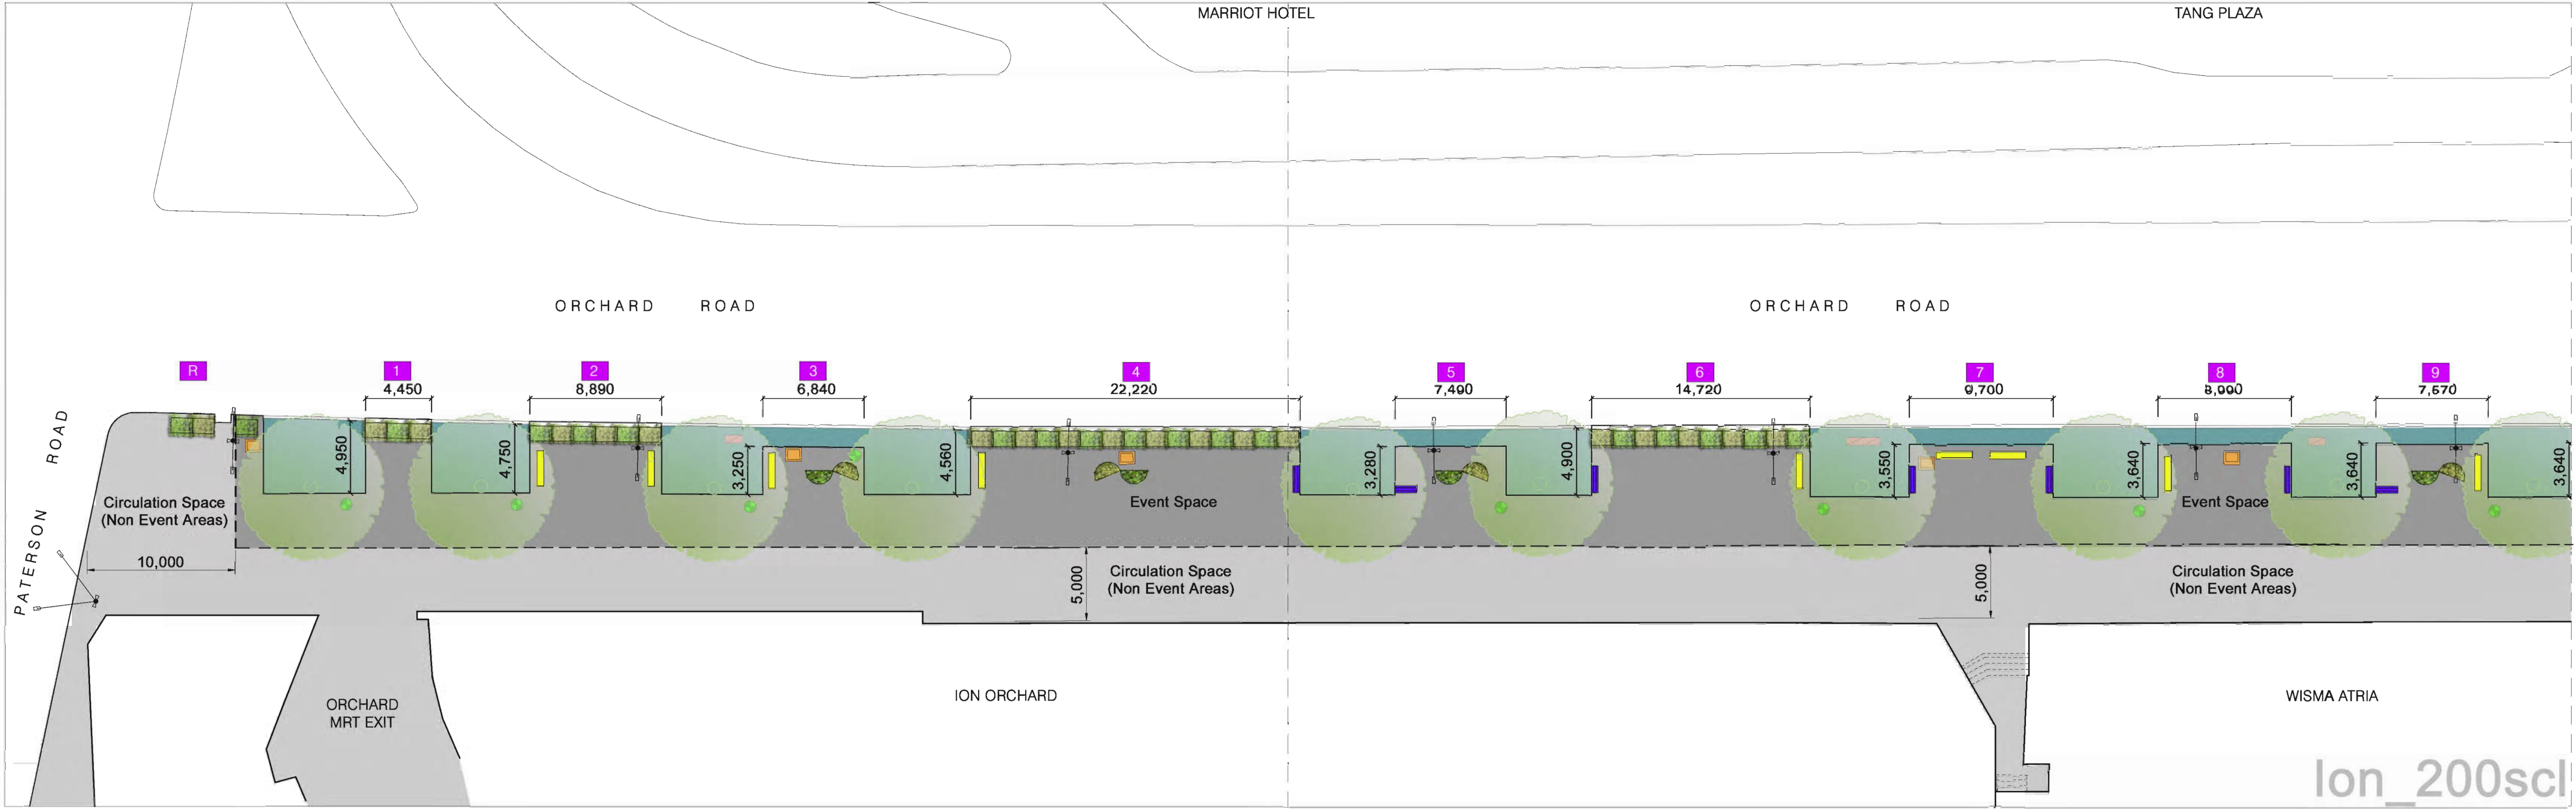 MARRIOT HOTEL
TANG PLAZA
ORCHARD ROAD
ORCHARD ROAD
R
1
2
3
4
5
6
7
8
9
4,450
8,890
6,840
22,220
7,490
14,720
9,700
8,990
7,670
PATERSON ROAD
4,950
4,750
3,250
4,560
3,280
4,900
3,550
3,640
3,640
3,640
Circulation Space
(Non Event Areas)
Event Space
Event Space
10,000
5,000
Circulation Space
(Non Event Areas)
5,000
Circulation Space
(Non Event Areas)
ORCHARD
MRT EXIT
ION ORCHARD
WISMA ATRIA
Ion_200scl